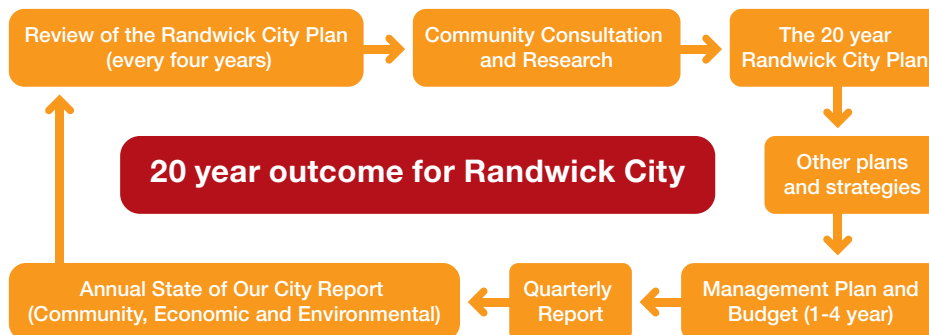 Review of the Randwick City Plan
(every four years)
Community Consultation
and Research
The 20 year
Randwick City Plan
20 year outcome for Randwick City
Other plans
and strategies
Annual State of Our City Report
(Community, Economic and Environmental)
Quarterly
Report
Management Plan and
Budget (1-4 year)